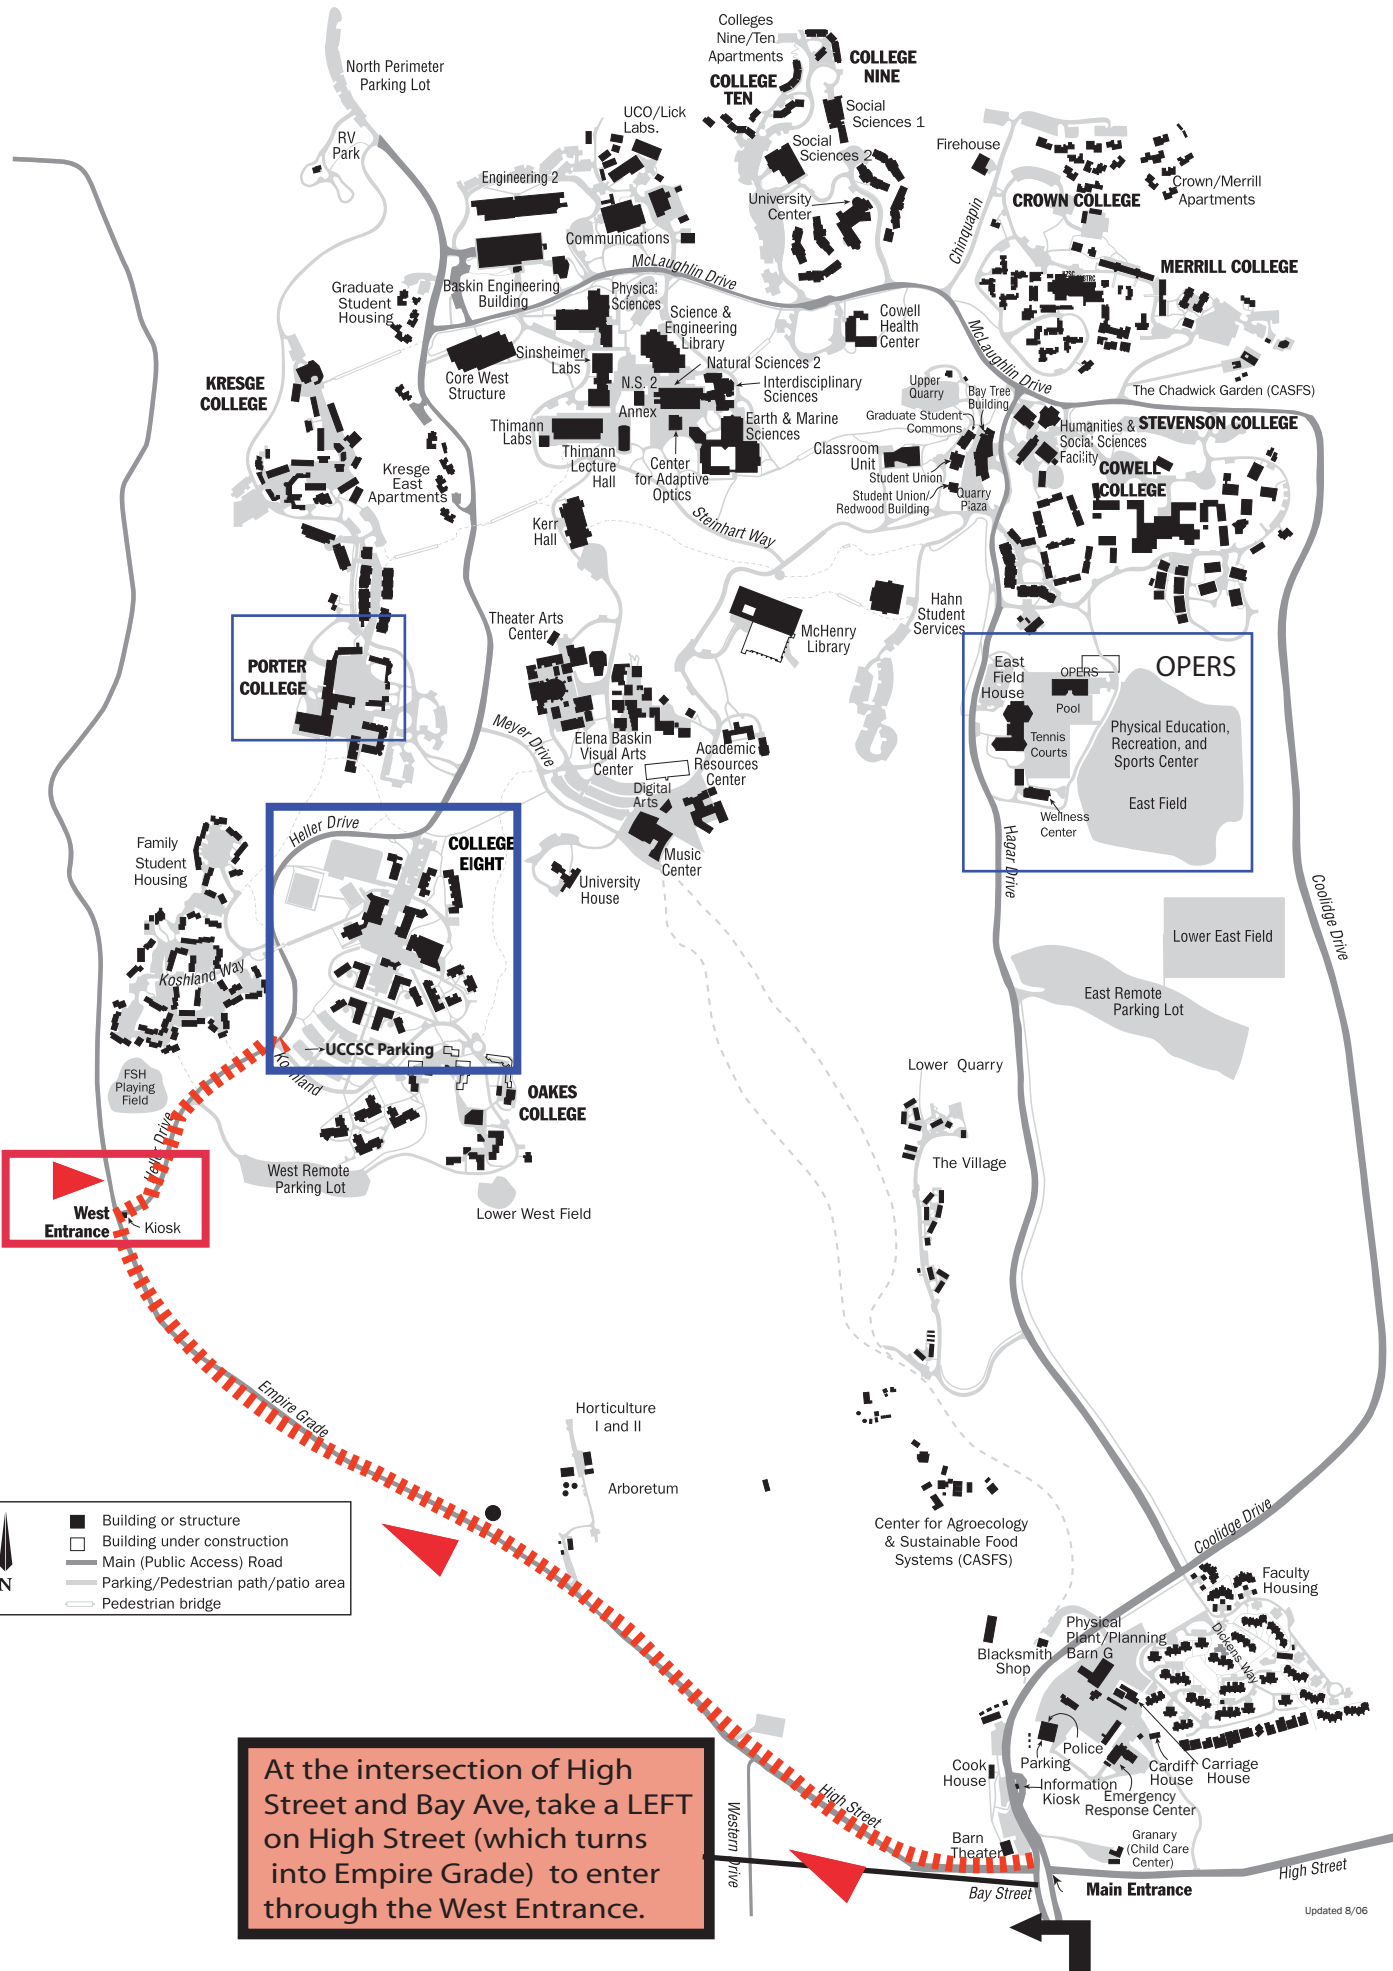 Colleges
Nine/Ten
Apartments
COLLEGE
NINE
COLLEGE
TEN
North Perimeter
Parking Lot
UCO/Lick
Labs.
Social
Sciences 1
RV
Park
Social
Sciences 2
Firehouse
Engineering 2
Crown/Merrill
Apartments
University
Center
CROWN COLLEGE
Chinquapin
Communications
McLaughlin Drive
MERRILL COLLEGE
Graduate
Student
Housing
Baskin Engineering
Building
Physical
Sciences
Science &
Engineering
Library
Cowell
Health
Center
McLaughlin Drive
Sinsheimer
Labs
Natural Sciences 2
Core West
Structure
N.S. 2
Annex
Interdisciplinary
Sciences
KRESGE
COLLEGE
Upper
Quarry
Bay Tree
Building
The Chadwick Garden (CASFS)
Graduate Student
Commons
Thimann
Labs
Earth & Marine
Sciences
Humanities &
Social Sciences
Facility
STEVENSON COLLEGE
Thimann
Lecture
Hall
Center
for Adaptive
Optics
Classroom
Unit
Student Union
COWELL
COLLEGE
Kresge
East
Apartments
Student Union/
Redwood Building
Quarry
Plaza
Kerr
Hall
Steinhart Way
Theater Arts
Center
McHenry
Library
Hahn
Student
Services
PORTER
COLLEGE
East
Field
House
OPERS
OPERS
Pool
Tennis
Courts
Physical Education,
Recreation, and
Sports Center
East Field
Wellness
Center
Meyer Drive
Elena Baskin
Visual Arts
Center
Academic
Resources
Center
Digital
Arts
Music
Center
Heller Drive
COLLEGE
EIGHT
Family
Student
Housing
University
House
Hagar Drive
Coolidge Drive
Lower East Field
Koshland Way
East Remote
Parking Lot
UCCSC Parking
Koshland
FSH
Playing
Field
Lower Quarry
OAKES
COLLEGE
Heller Drive
West Remote
Parking Lot
The Village
West
Entrance
Kiosk
Lower West Field
Empire Grade
Horticulture
I and II
Arboretum
Building or structure
Building under construction
Main (Public Access) Road
Parking/Pedestrian path/patio area
Pedestrian bridge
N
Center for Agroecology
& Sustainable Food
Systems (CASFS)
Coolidge Drive
Faculty
Housing
Dickens Way
Physical
Plant/Planning
Barn G
Blacksmith
Shop
Police
Parking
Cook
House
Cardiff
House
Carriage
House
Information
Kiosk
Emergency
Response Center
At the intersection of High
Street and Bay Ave, take a LEFT
on High Street (which turns
into Empire Grade) to enter
through the West Entrance.
High Street
Western Drive
Barn
Theater
Granary
(Child Care
Center)
High Street
Bay Street
Main Entrance
Updated 8/06